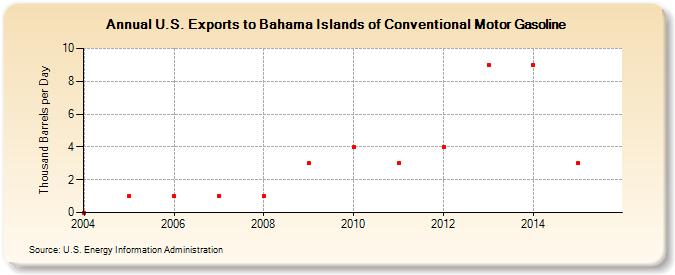 Annual U.S. Exports to Bahama Islands of Conventional Motor Gasoline
Thousand Barrels per Day
10
8
6
4
2
0
2004 2006 2008 2010 2012 2014
Source: U.S. Energy Information Administration